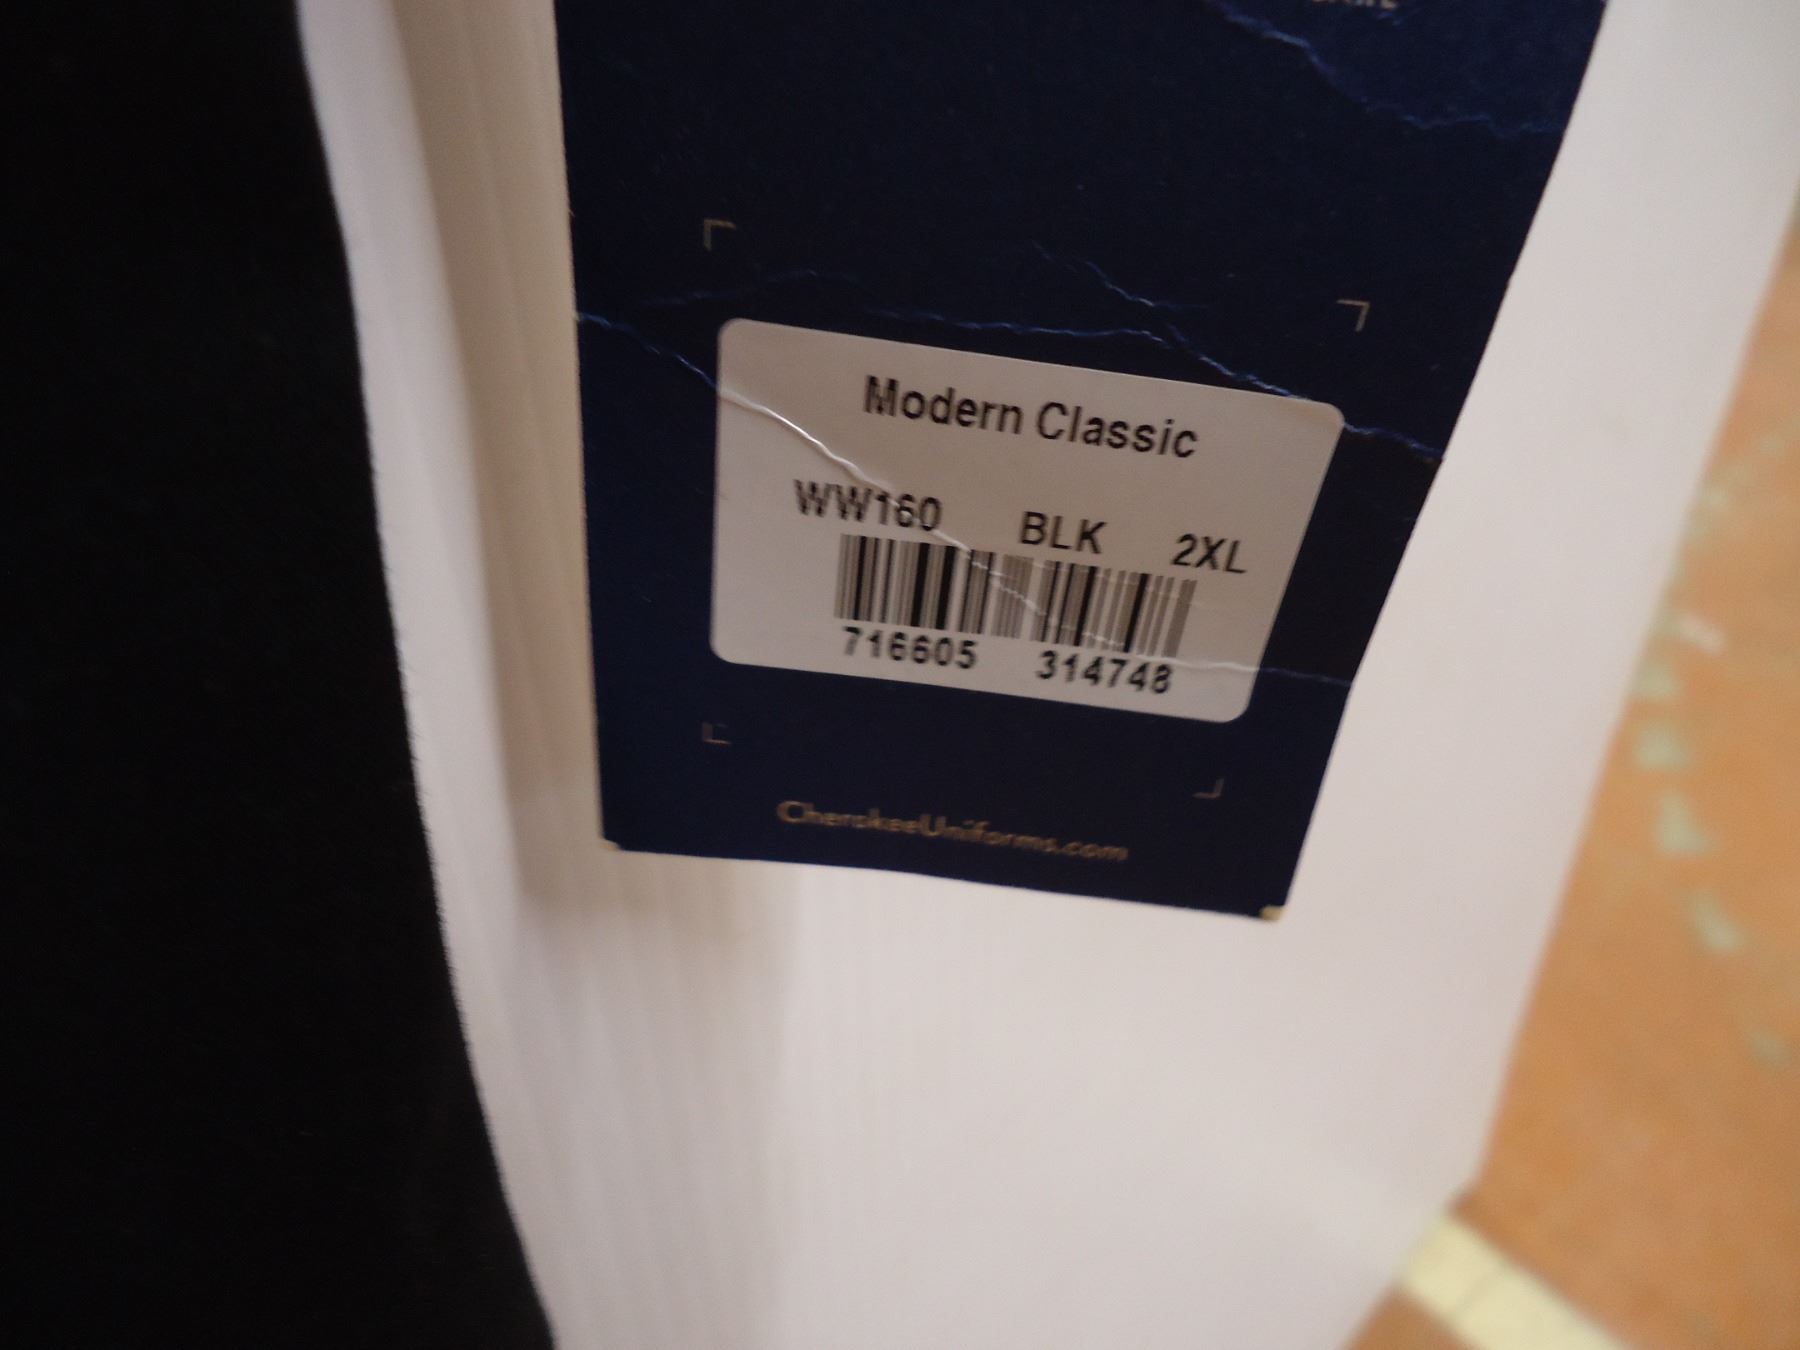 Modern Classic
WW160 BLK 2XL
716605 314748
CherokeeUniforms.com